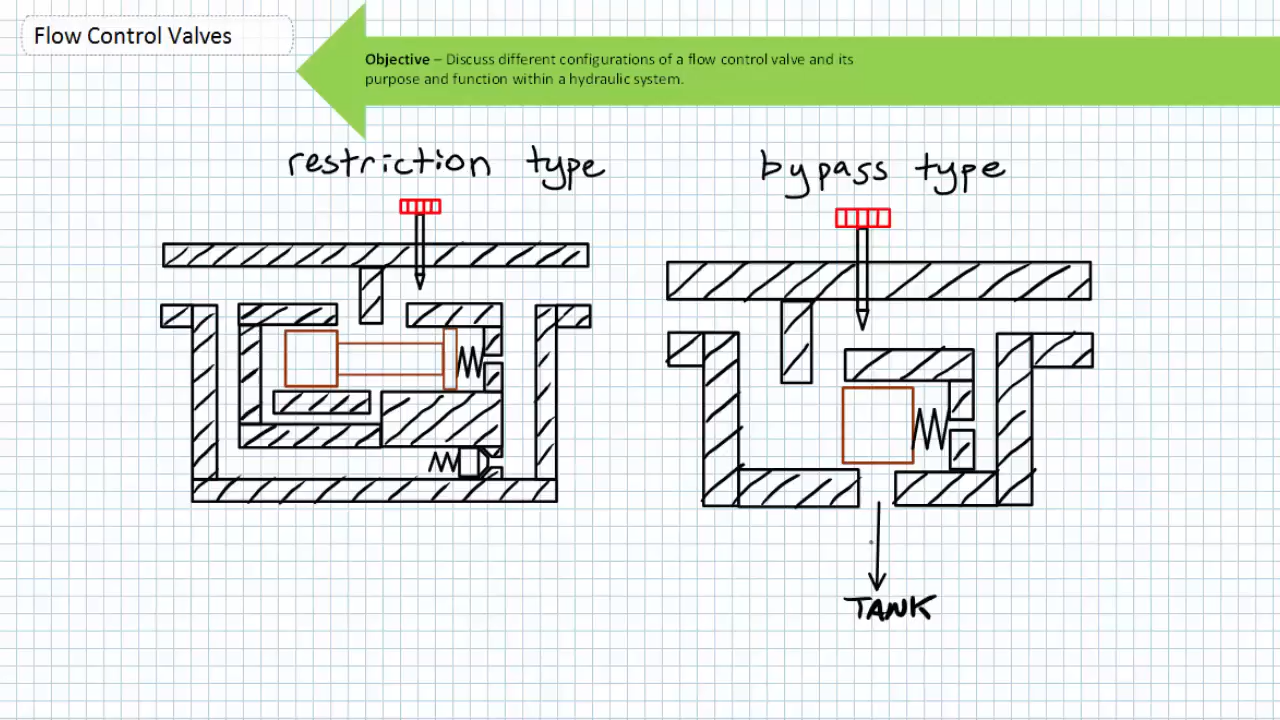 Flow Control Valves
Objective – Discuss different configurations of a flow control valve and its
purpose and function within a hydraulic system.
restriction type
bypass type
TANK